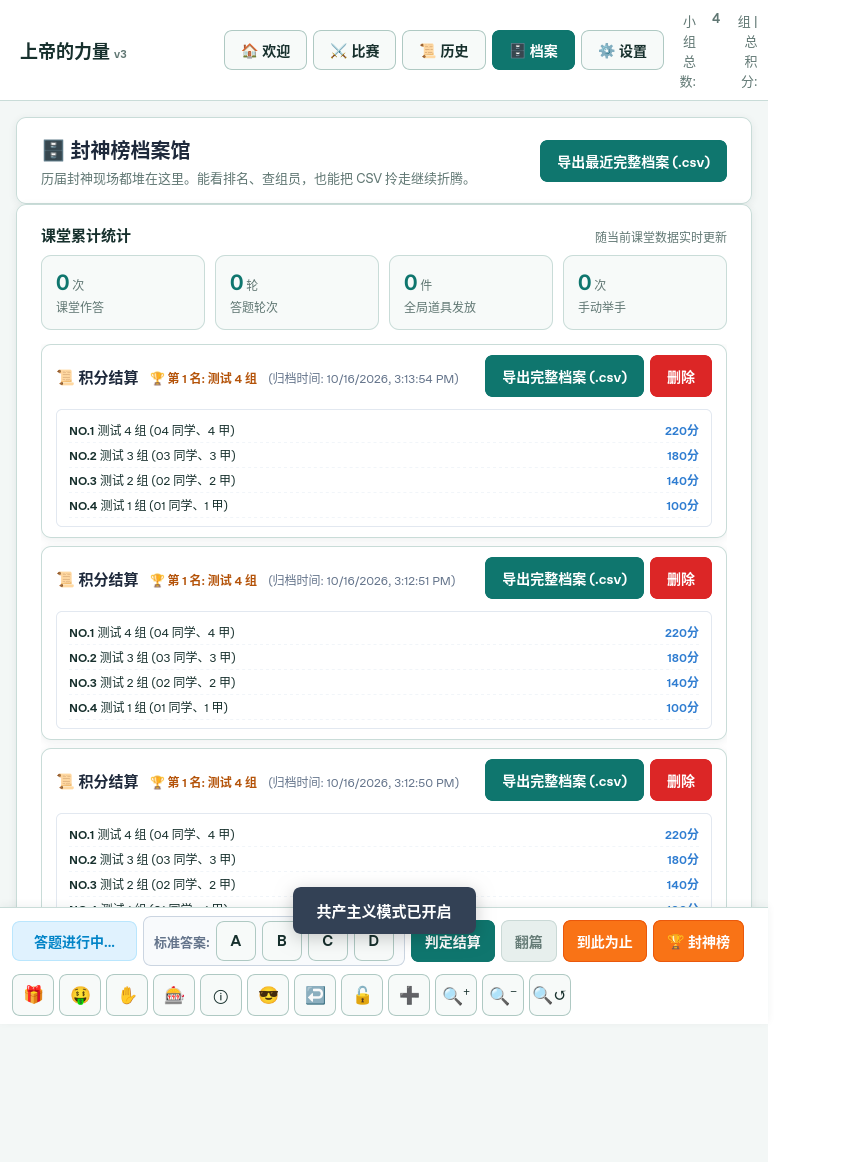 上帝的力量 v3
🏠 欢迎
⚔️ 比赛
📜 历史
🗄️ 档案
⚙️ 设置
小组总数:
4
组 | 总积分:
🗄️ 封神榜档案馆
历届封神现场都堆在这里。能看排名、查组员，也能把 CSV 拎走继续折腾。
导出最近完整档案 (.csv)
课堂累计统计
随当前课堂数据实时更新
0 次
课堂作答
0 轮
答题轮次
0 件
全局道具发放
0 次
手动举手
📜 积分结算 🏆 第 1 名: 测试 4 组 (归档时间: 10/16/2026, 3:13:54 PM)
导出完整档案 (.csv)
删除
NO.1 测试 4 组 (04 同学、4 甲) 220分
NO.2 测试 3 组 (03 同学、3 甲) 180分
NO.3 测试 2 组 (02 同学、2 甲) 140分
NO.4 测试 1 组 (01 同学、1 甲) 100分
📜 积分结算 🏆 第 1 名: 测试 4 组 (归档时间: 10/16/2026, 3:12:51 PM)
导出完整档案 (.csv)
删除
NO.1 测试 4 组 (04 同学、4 甲) 220分
NO.2 测试 3 组 (03 同学、3 甲) 180分
NO.3 测试 2 组 (02 同学、2 甲) 140分
NO.4 测试 1 组 (01 同学、1 甲) 100分
📜 积分结算 🏆 第 1 名: 测试 4 组 (归档时间: 10/16/2026, 3:12:50 PM)
导出完整档案 (.csv)
删除
NO.1 测试 4 组 (04 同学、4 甲) 220分
NO.2 测试 3 组 (03 同学、3 甲) 180分
NO.3 测试 2 组 (02 同学、2 甲) 140分
共产主义模式已开启
答题进行中...
标准答案:
A
B
C
D
判定结算
翻篇
到此为止
🏆 封神榜